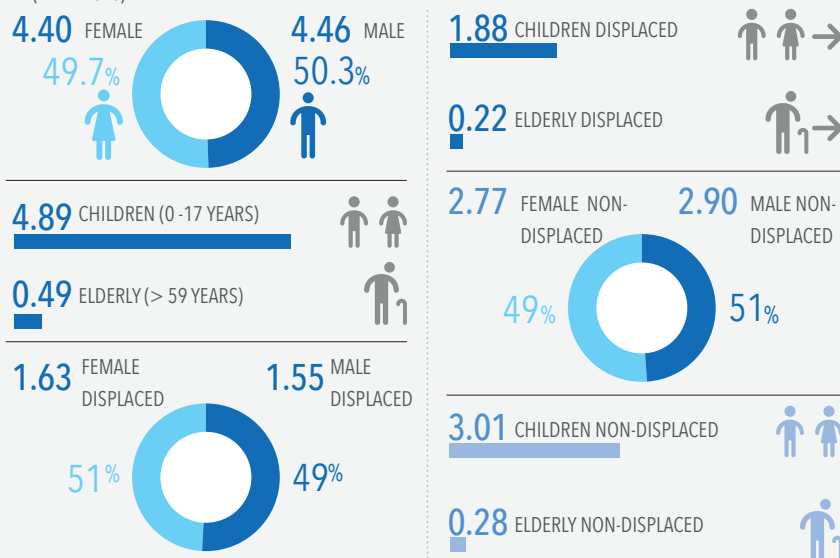 4.40 FEMALE
4.46 MALE
49.7%
50.3%
4.89 CHILDREN (0 -17 YEARS)
0.49 ELDERLY (> 59 YEARS)
1.63 FEMALE
DISPLACED
1.55 MALE
DISPLACED
51%
49%
1.88 CHILDREN DISPLACED
0.22 ELDERLY DISPLACED
2.77 FEMALE NON-
DISPLACED
2.90 MALE NON-
DISPLACED
49%
51%
3.01 CHILDREN NON-DISPLACED
0.28 ELDERLY NON-DISPLACED